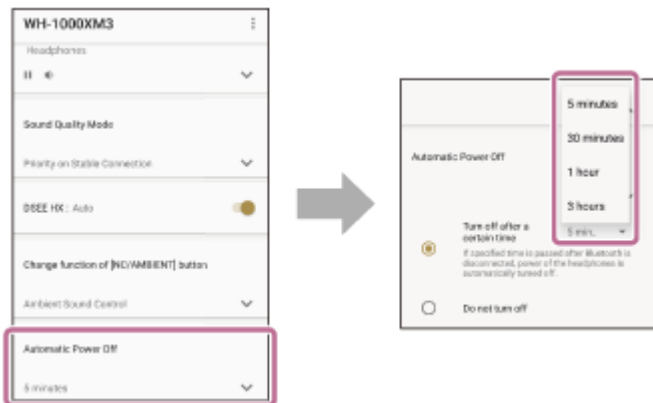 WH-1000XM3
Headphones
Sound Quality Mode
Priority on Stable Connection
DSEE HX : Auto
Change function of [NC/AMBIENT] button
Ambient Sound Control
Automatic Power Off
5 minutes
5 minutes
30 minutes
1 hour
3 hours
Automatic Power Off
Turn off after a
certain time
5 min.
If specified time is passed after Bluetooth is
disconnected, power of the headphones is
automatically turned off.
Do not turn off